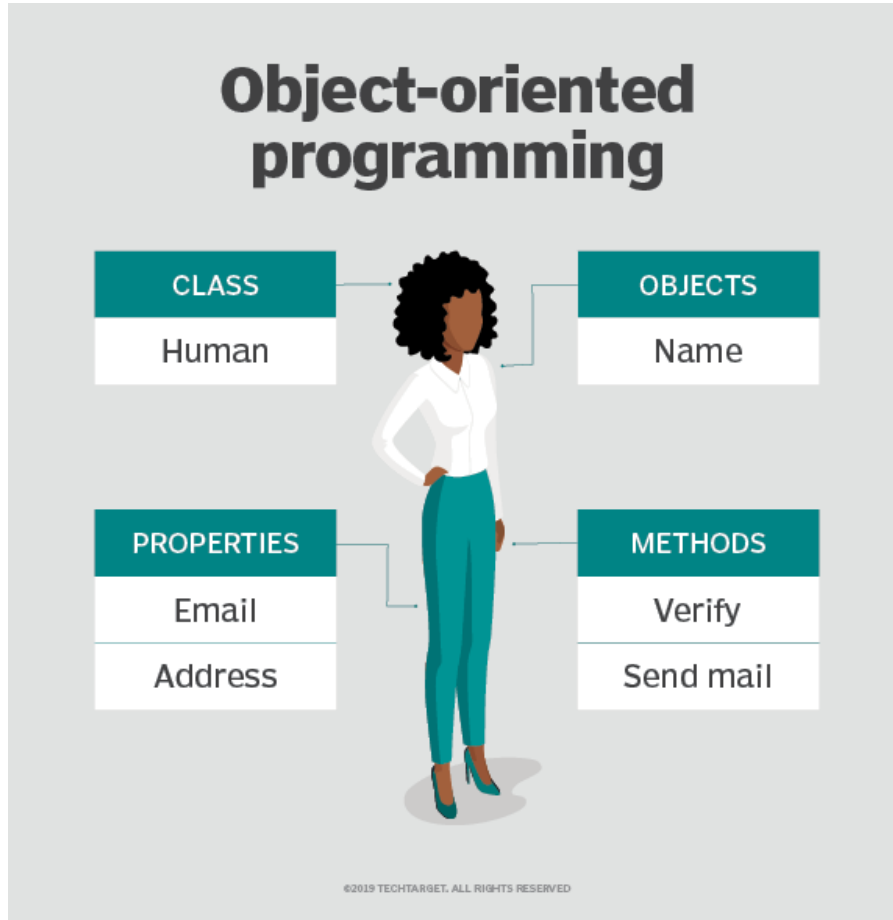 Object-oriented
programming
CLASS
Human
OBJECTS
Name
PROPERTIES
Email
Address
METHODS
Verify
Send mail
©2019 TECHTARGET. ALL RIGHTS RESERVED